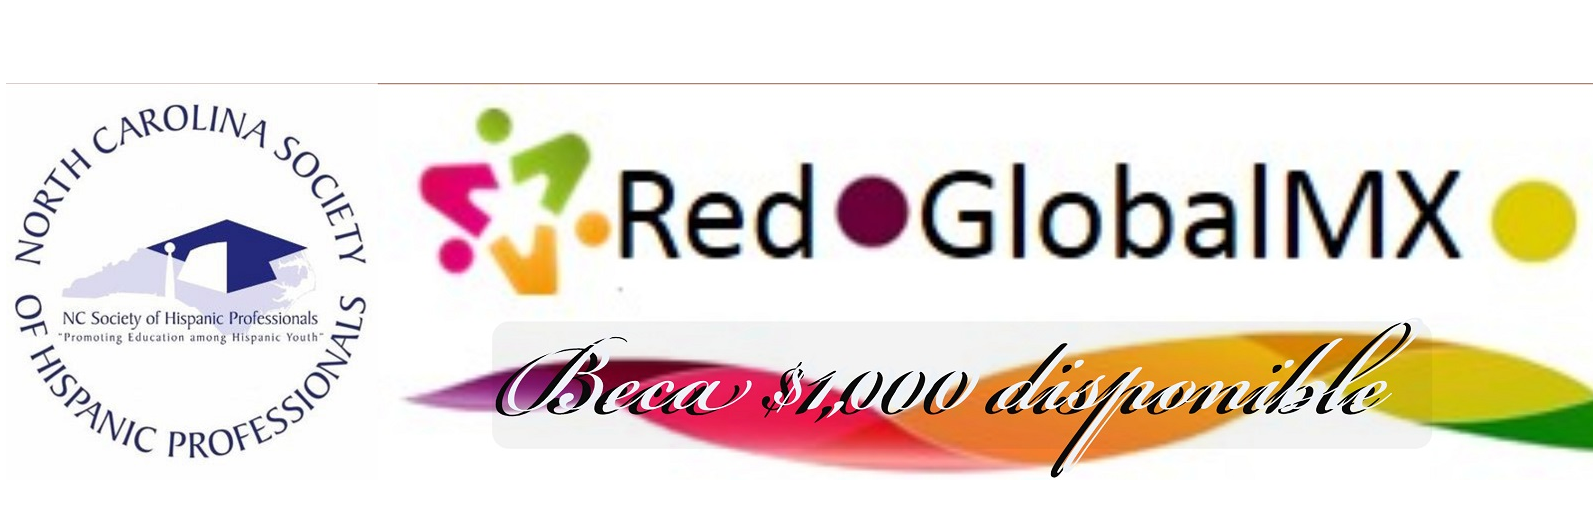 NORTH CAROLINA SOCIETY
OF HISPANIC PROFESSIONALS
NC Society of Hispanic Professionals
"Promoting Education among Hispanic Youth"
Red GlobalMX
Beca $1,000 disponible